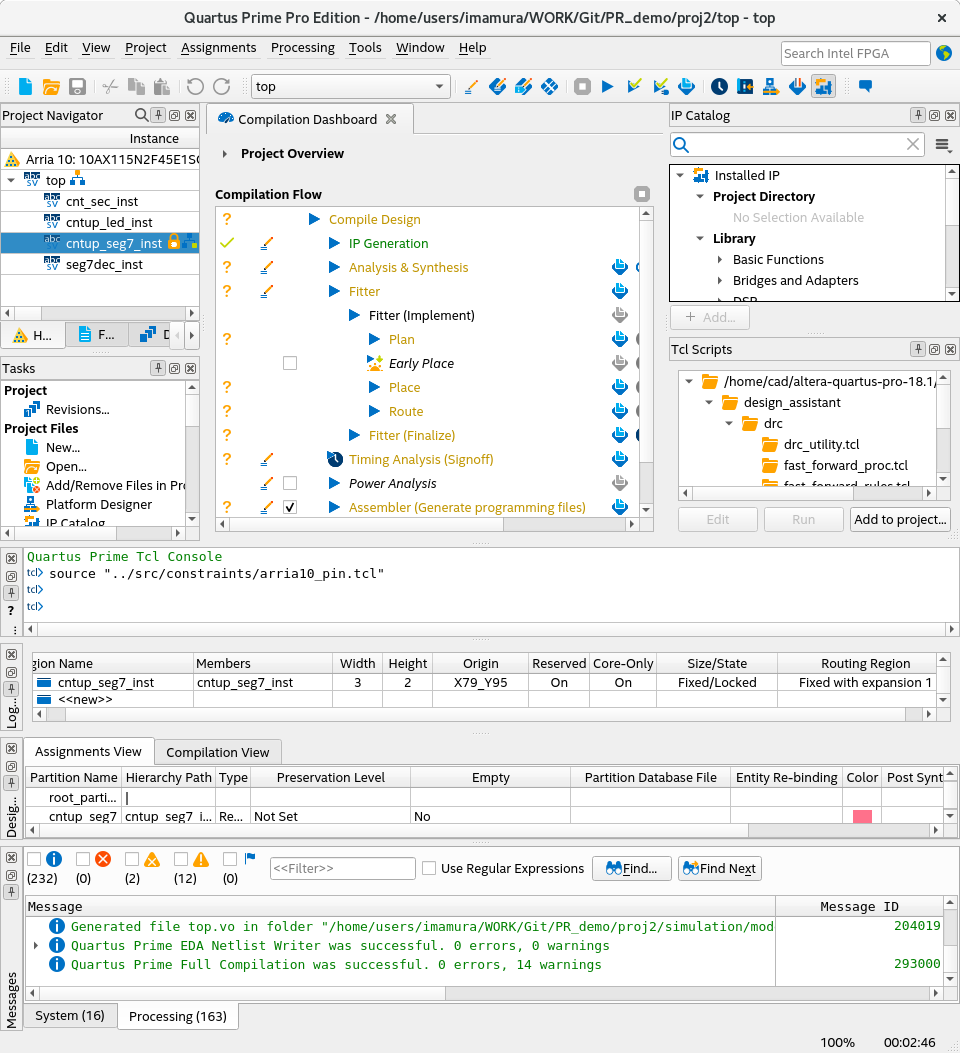 Quartus Prime Pro Edition - /home/users/imamura/WORK/Git/PR_demo/proj2/top - top
File Edit View Project Assignments Processing Tools Window Help
Search Intel FPGA
top
Project Navigator
Instance
Arria 10: 10AX115N2F45E1S
top
cnt_sec_inst
cntup_led_inst
cntup_seg7_inst
seg7dec_inst
H...
F...
Tasks
Project
Revisions...
Project Files
New...
Open...
Add/Remove Files in Pro
Platform Designer
IP Catalog
Compilation Dashboard
Project Overview
Compilation Flow
? Compile Design
IP Generation
? Analysis & Synthesis
? Fitter
Fitter (Implement)
? Plan
Early Place
? Place
? Route
? Fitter (Finalize)
? Timing Analysis (Signoff)
Power Analysis
? Assembler (Generate programming files)
IP Catalog
Installed IP
Project Directory
No Selection Available
Library
Basic Functions
Bridges and Adapters
DSP
+ Add...
Tcl Scripts
/home/cad/altera-quartus-pro-18.1/
design_assistant
drc
drc_utility.tcl
fast_forward_proc.tcl
fast_forward_rules.tcl
Edit Run Add to project...
Quartus Prime Tcl Console
tcl> source "../src/constraints/arria10_pin.tcl"
tcl>
tcl>
?
Log...
gion Name Members Width Height Origin Reserved Core-Only Size/State Routing Region
cntup_seg7_inst cntup_seg7_inst 3 2 X79_Y95 On On Fixed/Locked Fixed with expansion 1
<<new>>
Desig...
Assignments View Compilation View
Partition Name Hierarchy Path Type Preservation Level Empty Partition Database File Entity Re-binding Color Post Synt
root_parti... |
cntup_seg7 cntup_seg7_i... Re... Not Set No
Messages
(232) (0) (2) (12) (0)
<<Filter>>
Use Regular Expressions
Find...
Find Next
Message Message ID
Generated file top.vo in folder "/home/users/imamura/WORK/Git/PR_demo/proj2/simulation/mod 204019
Quartus Prime EDA Netlist Writer was successful. 0 errors, 0 warnings
Quartus Prime Full Compilation was successful. 0 errors, 14 warnings 293000
System (16) Processing (163)
100% 00:02:46